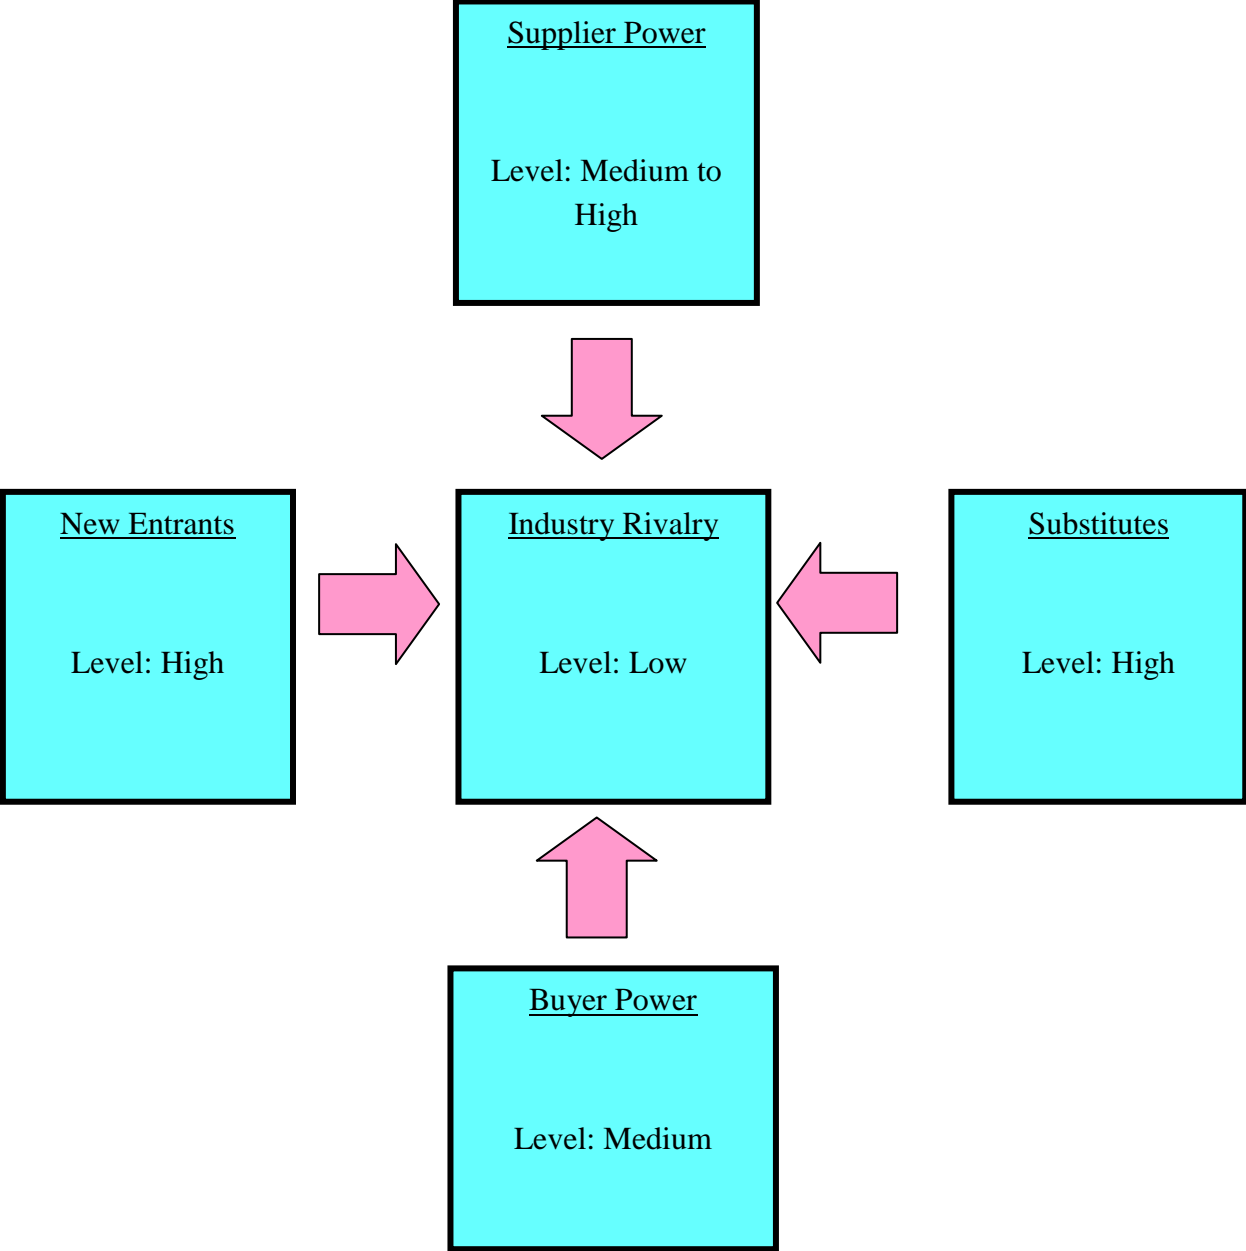 Supplier Power
Level: Medium to
High
New Entrants
Level: High
Industry Rivalry
Level: Low
Substitutes
Level: High
Buyer Power
Level: Medium